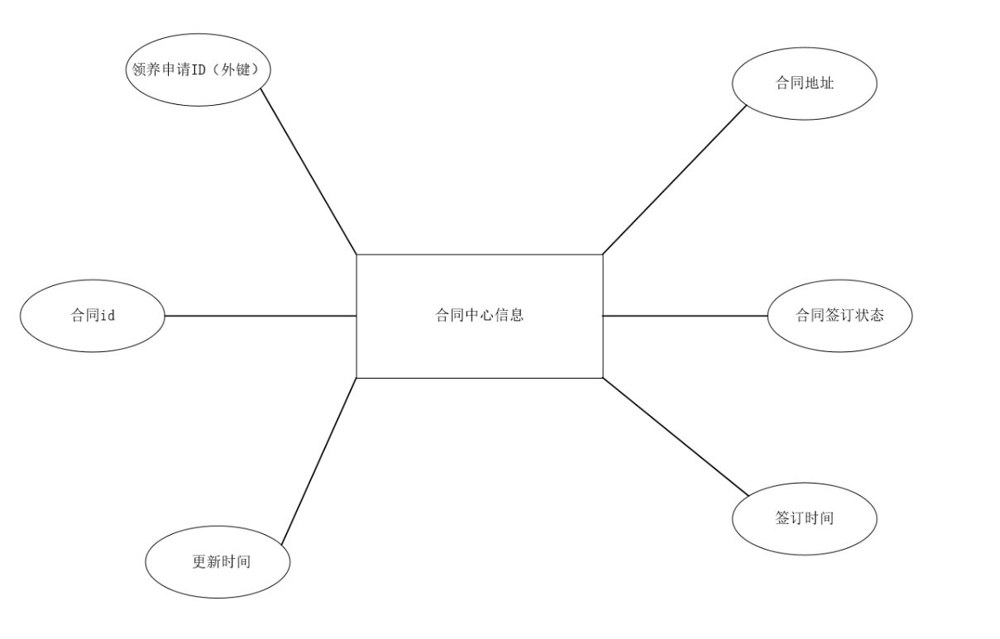 领养申请ID（外键）
合同地址
合同id
合同中心信息
合同签订状态
签订时间
更新时间